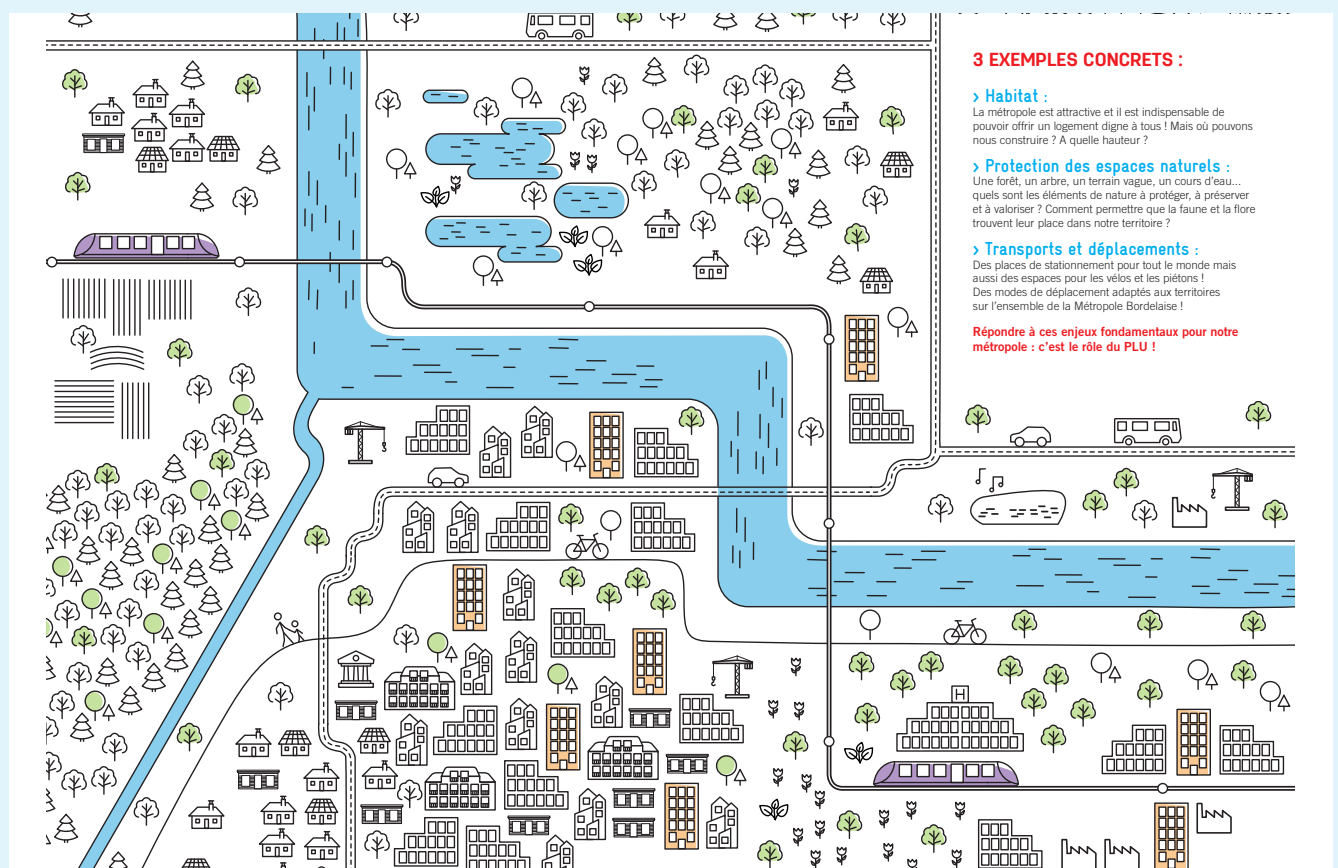 3 EXEMPLES CONCRETS :
› Habitat :
La métropole est attractive et il est indispensable de
pouvoir offrir un logement digne à tous ! Mais où pouvons
nous construire ? A quelle hauteur ?
› Protection des espaces naturels :
Une forêt, un arbre, un terrain vague, un cours d'eau...
quels sont les éléments de nature à protéger, à préserver
et à valoriser ? Comment permettre que la faune et la flore
trouvent leur place dans notre territoire ?
› Transports et déplacements :
Des places de stationnement pour tout le monde mais
aussi des espaces pour les vélos et les piétons !
Des modes de déplacement adaptés aux territoires
sur l'ensemble de la Métropole Bordelaise !
Répondre à ces enjeux fondamentaux pour notre
métropole : c'est le rôle du PLU !
H